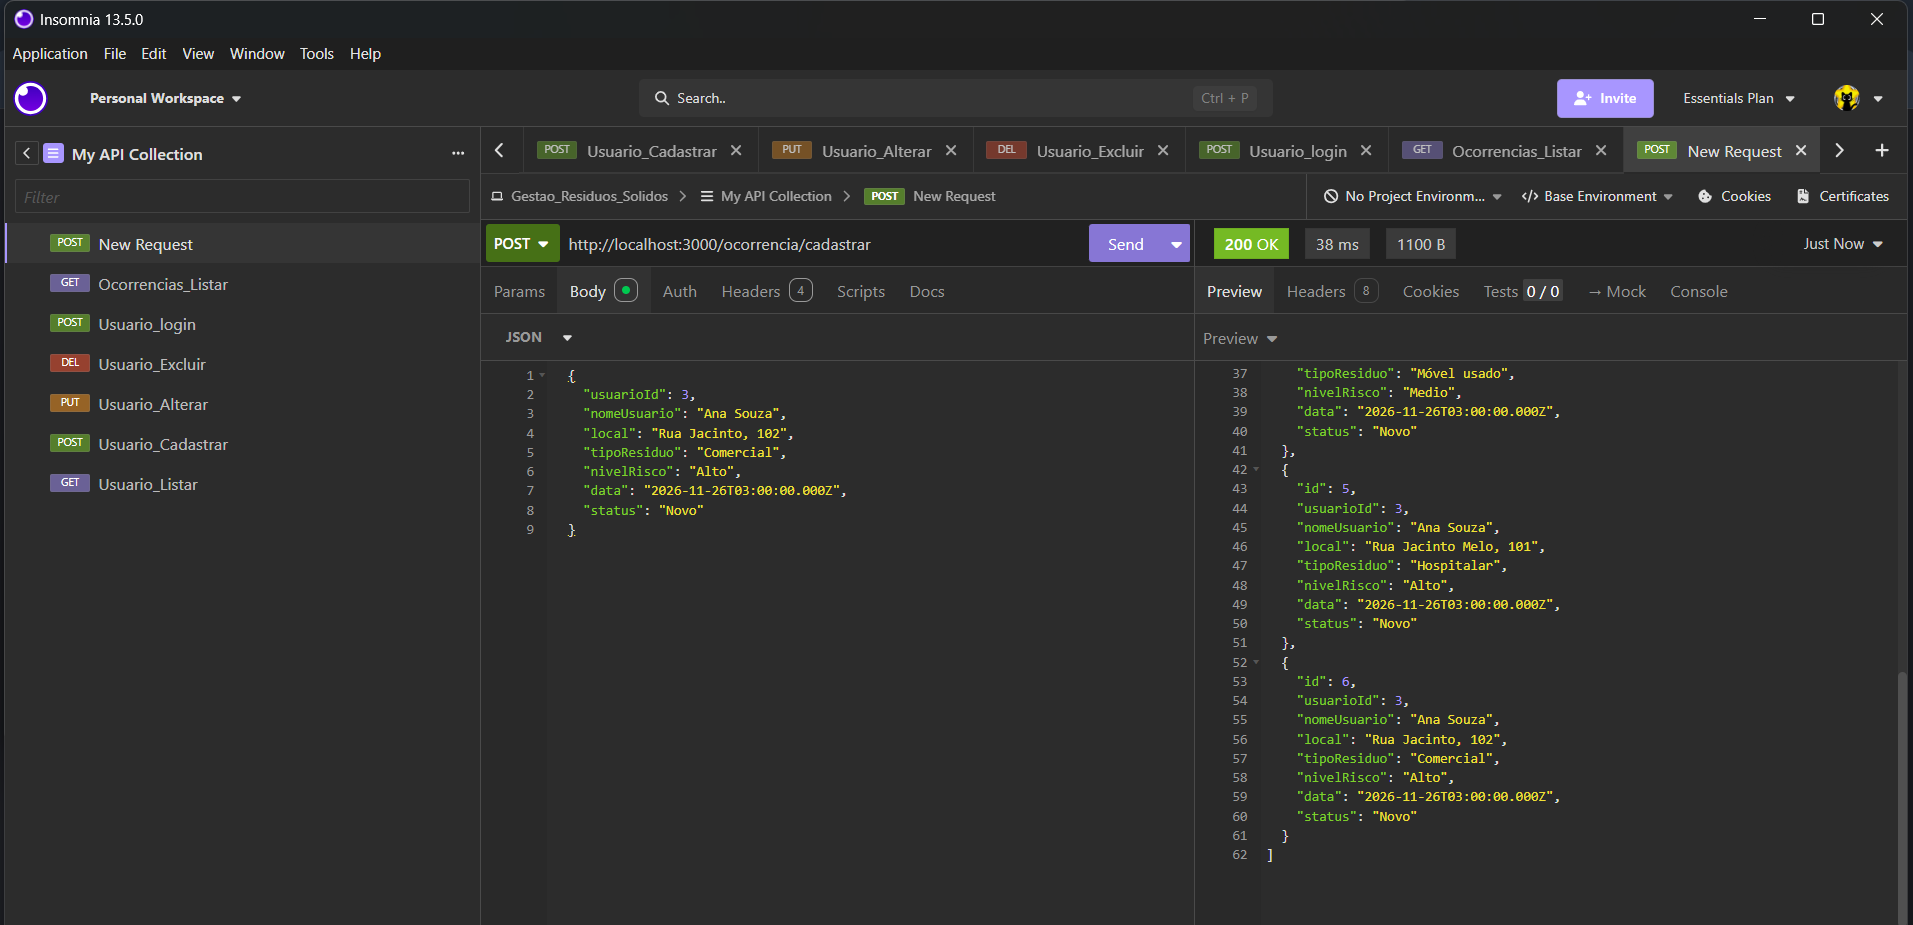 Insomnia 13.5.0
Application File Edit View Window Tools Help
Personal Workspace
Search..
Ctrl + P
Invite
Essentials Plan
My API Collection
Filter
POST New Request
GET Ocorrencias_Listar
POST Usuario_login
DEL Usuario_Excluir
PUT Usuario_Alterar
POST Usuario_Cadastrar
GET Usuario_Listar
POST Usuario_Cadastrar
PUT Usuario_Alterar
DEL Usuario_Excluir
POST Usuario_login
GET Ocorrencias_Listar
POST New Request
Gestao_Residuos_Solidos My API Collection POST New Request
No Project Environm... </> Base Environment Cookies Certificates
POST http://localhost:3000/ocorrencia/cadastrar Send
Params Body Auth Headers 4 Scripts Docs
JSON
1 {
2 "usuarioId": 3,
3 "nomeUsuario": "Ana Souza",
4 "local": "Rua Jacinto, 102",
5 "tipoResiduo": "Comercial",
6 "nivelRisco": "Alto",
7 "data": "2026-11-26T03:00:00.000Z",
8 "status": "Novo"
9 }
200 OK 38 ms 1100 B Just Now
Preview Headers 8 Cookies Tests 0 / 0 → Mock Console
Preview
37 "tipoResiduo": "Móvel usado",
38 "nivelRisco": "Medio",
39 "data": "2026-11-26T03:00:00.000Z",
40 "status": "Novo"
41 },
42 {
43 "id": 5,
44 "usuarioId": 3,
45 "nomeUsuario": "Ana Souza",
46 "local": "Rua Jacinto Melo, 101",
47 "tipoResiduo": "Hospitalar",
48 "nivelRisco": "Alto",
49 "data": "2026-11-26T03:00:00.000Z",
50 "status": "Novo"
51 },
52 {
53 "id": 6,
54 "usuarioId": 3,
55 "nomeUsuario": "Ana Souza",
56 "local": "Rua Jacinto, 102",
57 "tipoResiduo": "Comercial",
58 "nivelRisco": "Alto",
59 "data": "2026-11-26T03:00:00.000Z",
60 "status": "Novo"
61 }
62 ]